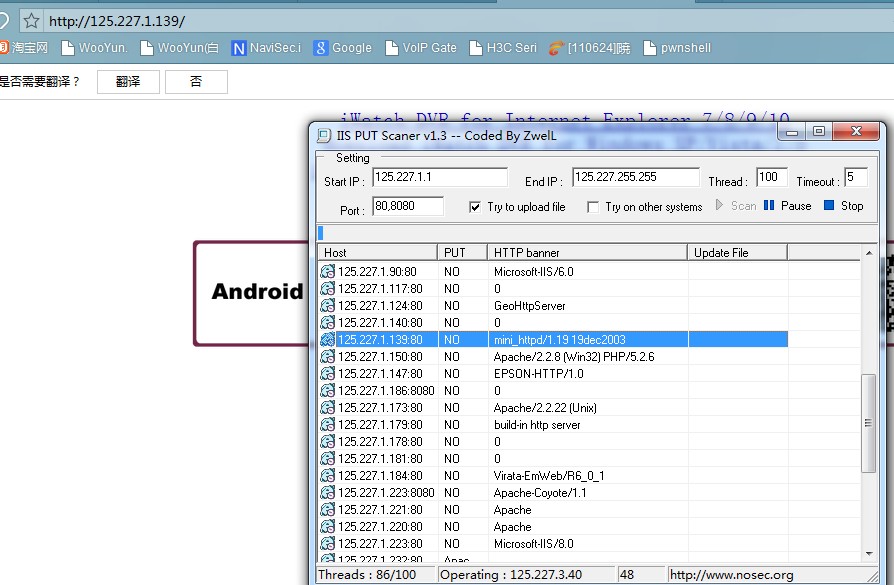 http://125.227.1.139/
淘宝网 WooYun. WooYun(白 NaviSec.i Google VoIP Gate H3C Seri [110624]曉 pwnshell
是否需要翻译？ 翻译 否
iWatch DVR for Internet Explorer 7/8/9/10
Android
IIS PUT Scaner v1.3 -- Coded By ZwelL
Setting
Start IP : 125.227.1.1 End IP : 125.227.255.255 Thread : 100 Timeout : 5
Port : 80,8080 Try to upload file Try on other systems Scan Pause Stop
Host PUT HTTP banner Update File
125.227.1.90:80 NO Microsoft-IIS/6.0
125.227.1.117:80 NO 0
125.227.1.124:80 NO GeoHttpServer
125.227.1.140:80 NO 0
125.227.1.139:80 NO mini_httpd/1.19 19dec2003
125.227.1.150:80 NO Apache/2.2.8 (Win32) PHP/5.2.6
125.227.1.147:80 NO EPSON-HTTP/1.0
125.227.1.186:8080 NO 0
125.227.1.173:80 NO Apache/2.2.22 (Unix)
125.227.1.179:80 NO build-in http server
125.227.1.178:80 NO 0
125.227.1.181:80 NO 0
125.227.1.184:80 NO Virata-EmWeb/R6_0_1
125.227.1.223:8080 NO Apache-Coyote/1.1
125.227.1.221:80 NO Apache
125.227.1.220:80 NO Apache
125.227.1.223:80 NO Microsoft-IIS/8.0
125.227.1.232:80 Apac
Threads : 86/100 Operating : 125.227.3.40 48 http://www.nosec.org